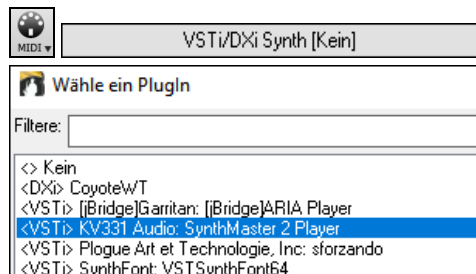 MIDI
VSTi/DXi Synth [Kein]
Wähle ein PlugIn
Filtere:
<> Kein
<DXi> CoyoteWT
<VSTi> [jBridge]Garritan: [jBridge]ARIA Player
<VSTi> KV331 Audio: SynthMaster 2 Player
<VSTi> Plogue Art et Technologie, Inc: sforzando
<VSTi> SynthFont: VSTSynthFont64